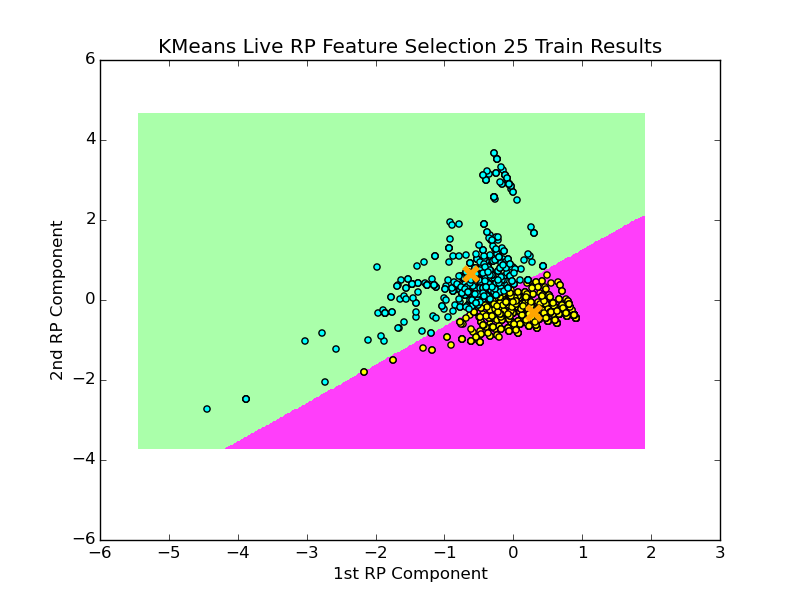 KMeans Live RP Feature Selection 25 Train Results
6
4
2
0
−2
−4
−6
2nd RP Component
−6 −5 −4 −3 −2 −1 0 1 2 3
1st RP Component